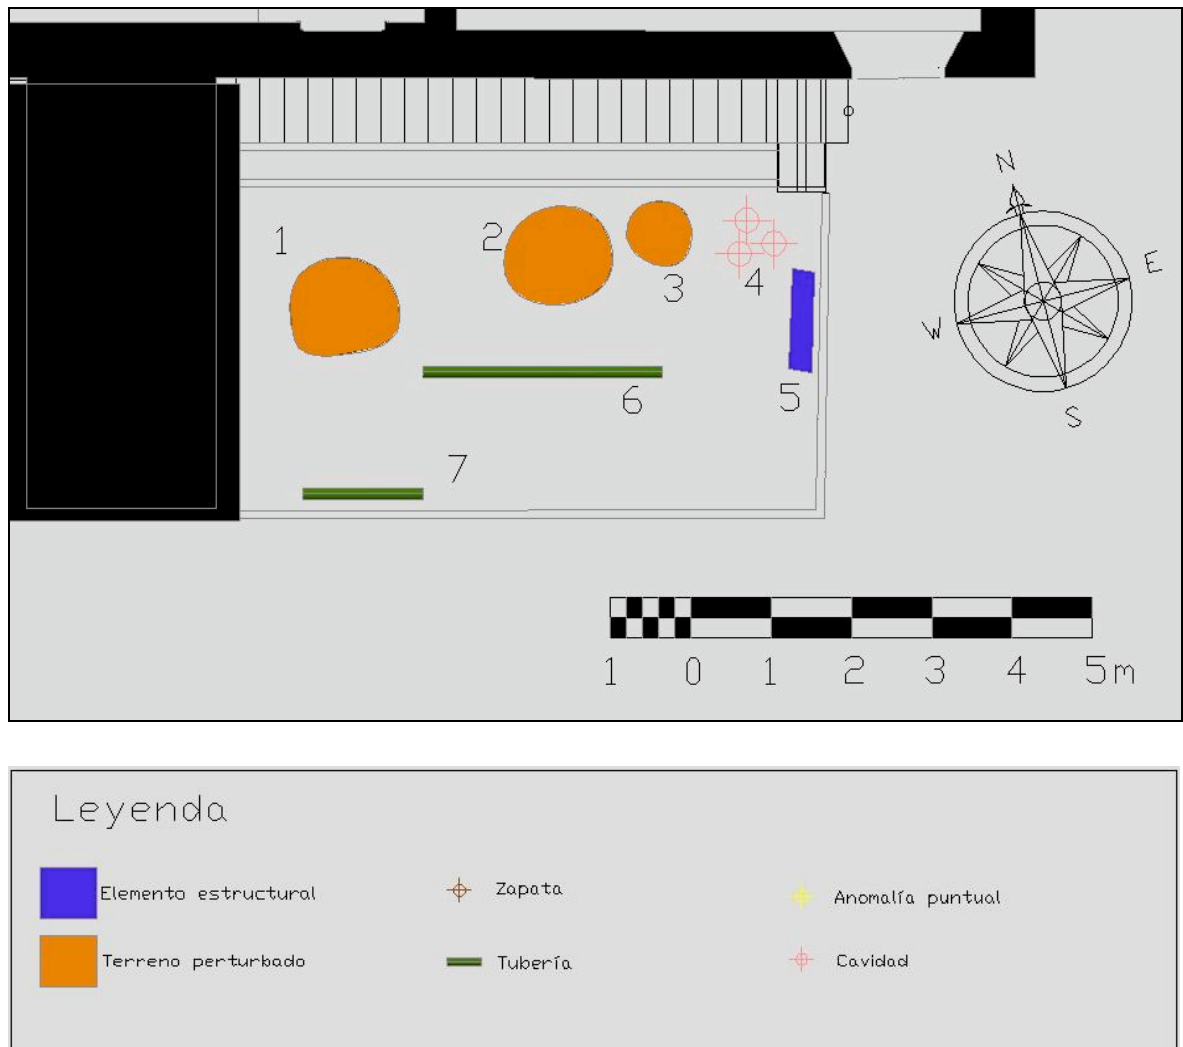 N
1
2
E
3
4
W
5
6
S
7
1 0 1 2 3 4 5m
Leyenda
Elemento estructural
Zapata
Anomalía puntual
Terreno perturbado
Tubería
Cavidad